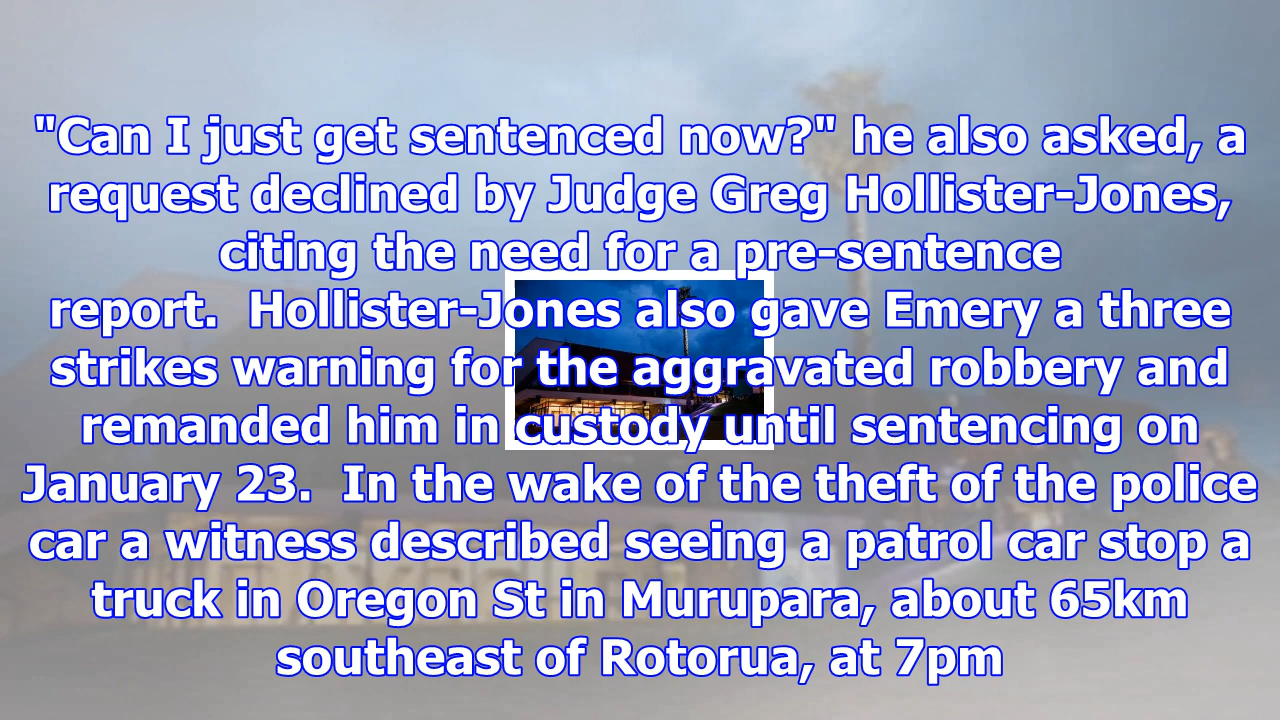 "Can I just get sentenced now?" he also asked, a
request declined by Judge Greg Hollister-Jones,
citing the need for a pre-sentence
report.  Hollister-Jones also gave Emery a three
strikes warning for the aggravated robbery and
remanded him in custody until sentencing on
January 23.  In the wake of the theft of the police
car a witness described seeing a patrol car stop a
truck in Oregon St in Murupara, about 65km
southeast of Rotorua, at 7pm